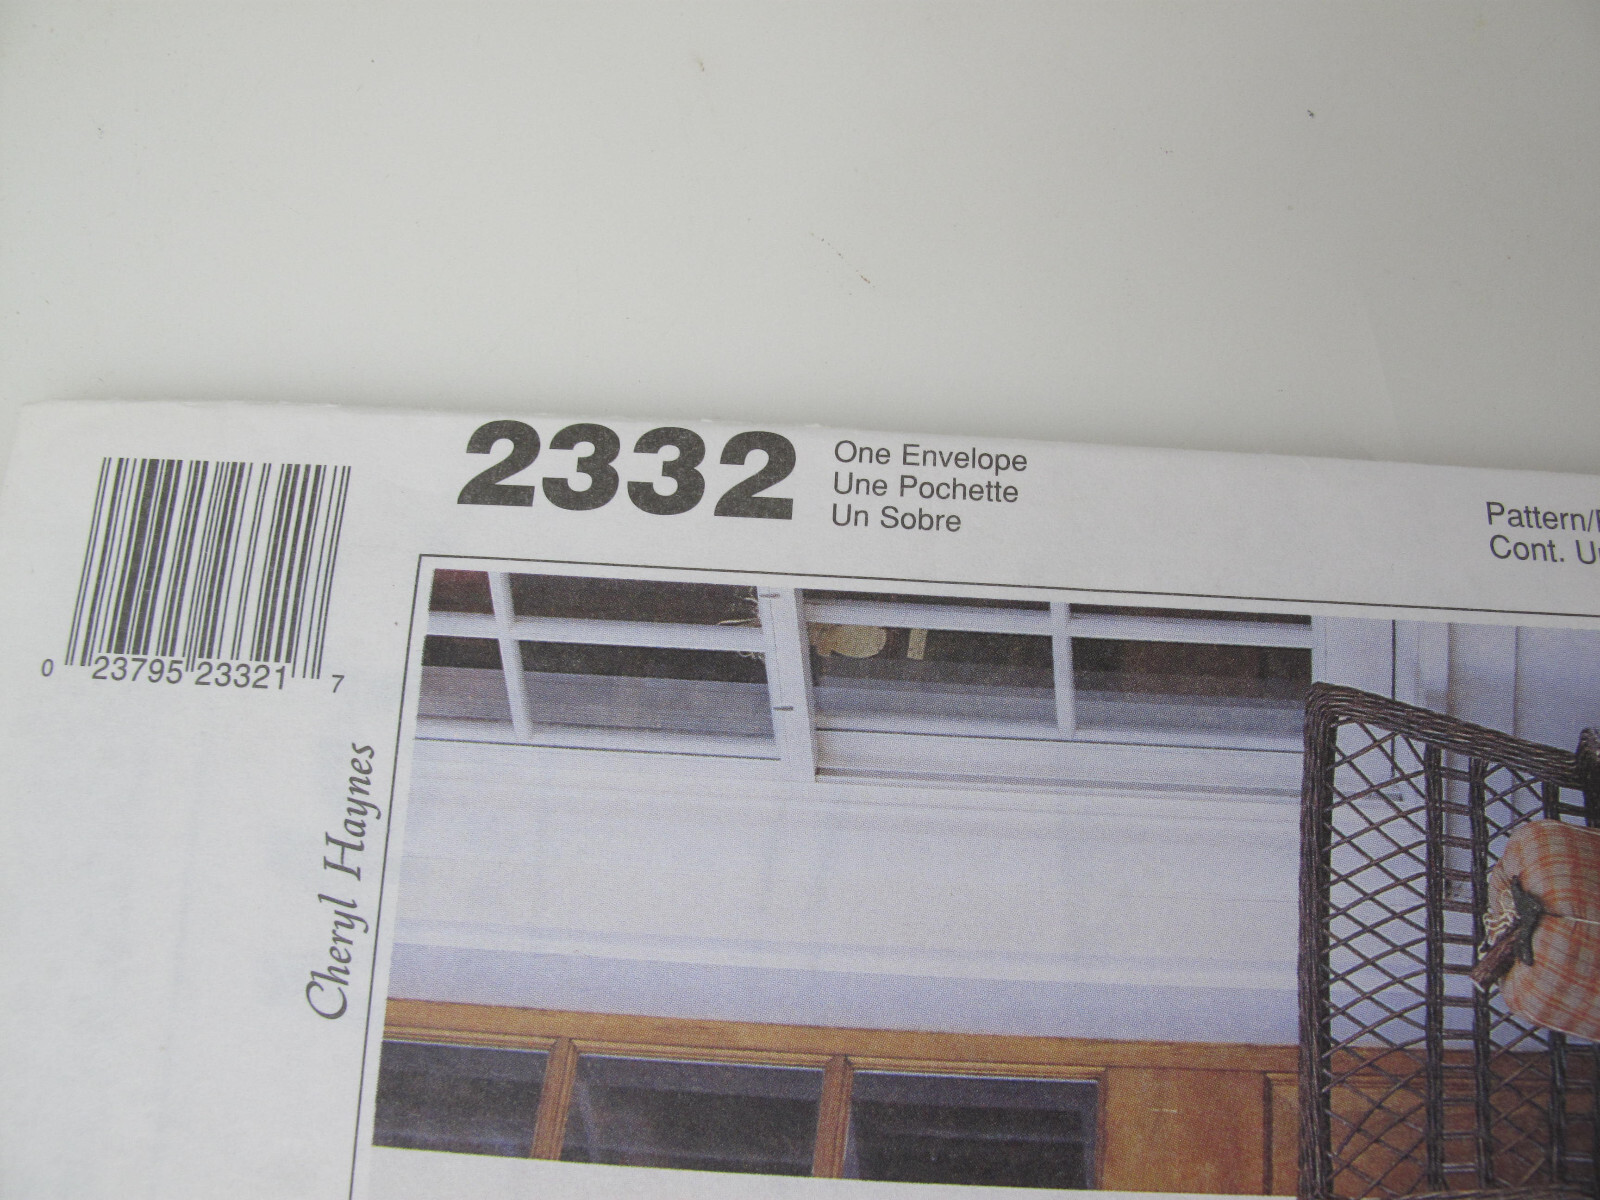 2332
One Envelope
Une Pochette
Un Sobre
Pattern/
Cont.
0 23795 23321 7
Cheryl Haynes